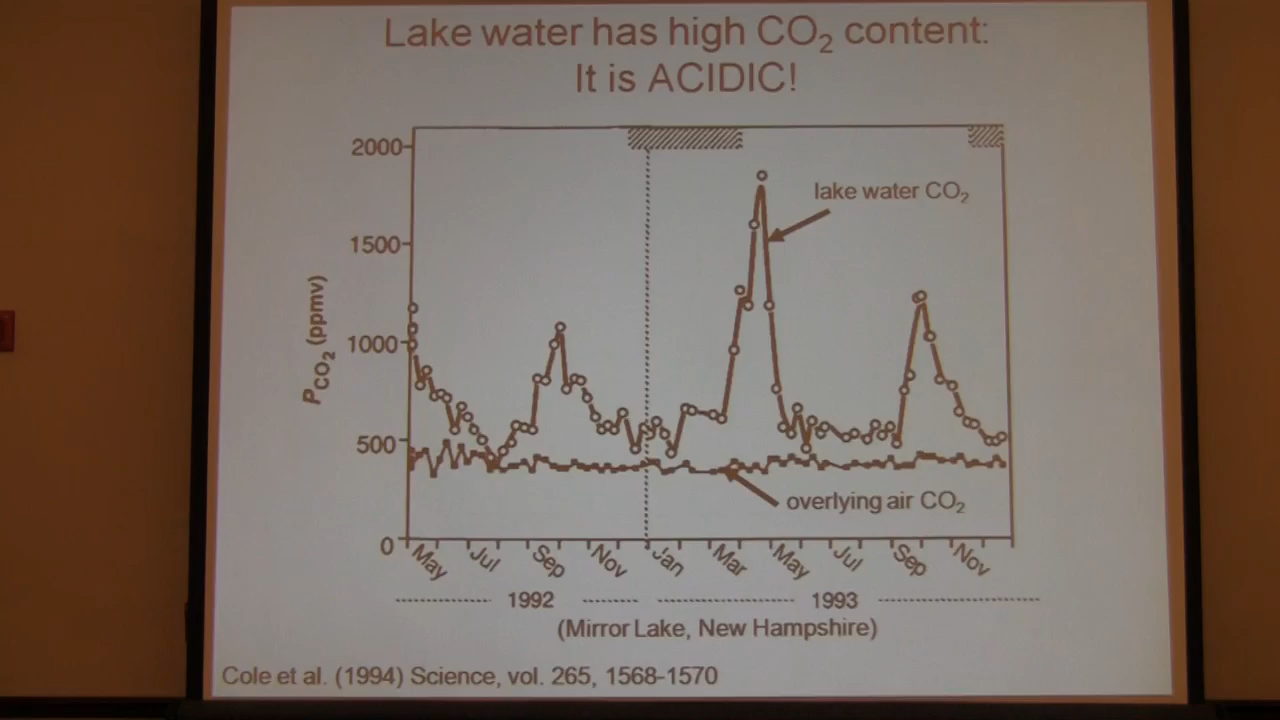 Lake water has high CO₂ content:
It is ACIDIC!
2000
1500
1000
500
0
P_CO₂ (ppmv)
lake water CO₂
overlying air CO₂
May Jul Sep Nov Jan Mar May Jul Sep Nov
1992 1993
(Mirror Lake, New Hampshire)
Cole et al. (1994) Science, vol. 265, 1568-1570